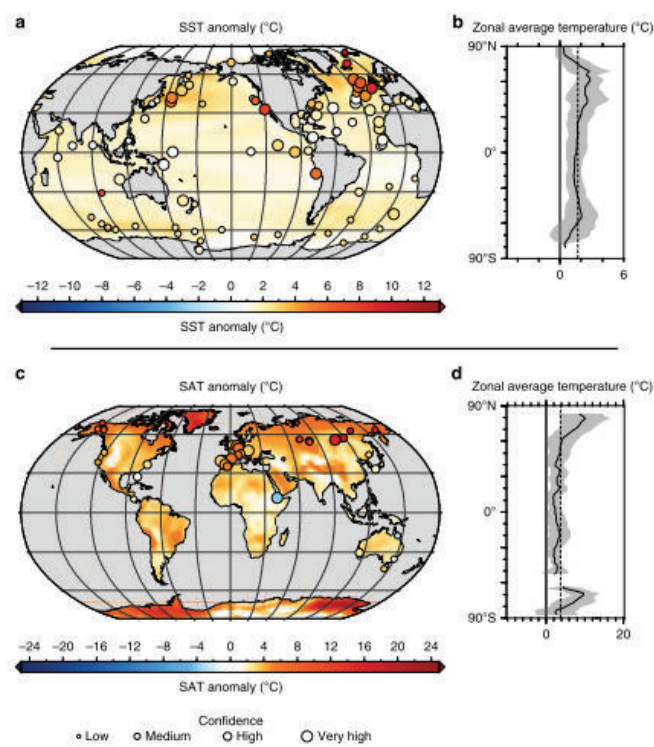 a
SST anomaly (°C)
−12 −10 −8 −6 −4 −2 0 2 4 6 8 10 12
SST anomaly (°C)
b
Zonal average temperature (°C)
90°N
0°
90°S
0 6
c
SAT anomaly (°C)
−24 −20 −16 −12 −8 −4 0 4 8 12 16 20 24
SAT anomaly (°C)
d
Zonal average temperature (°C)
90°N
0°
90°S
0 20
Confidence
Low Medium High Very high